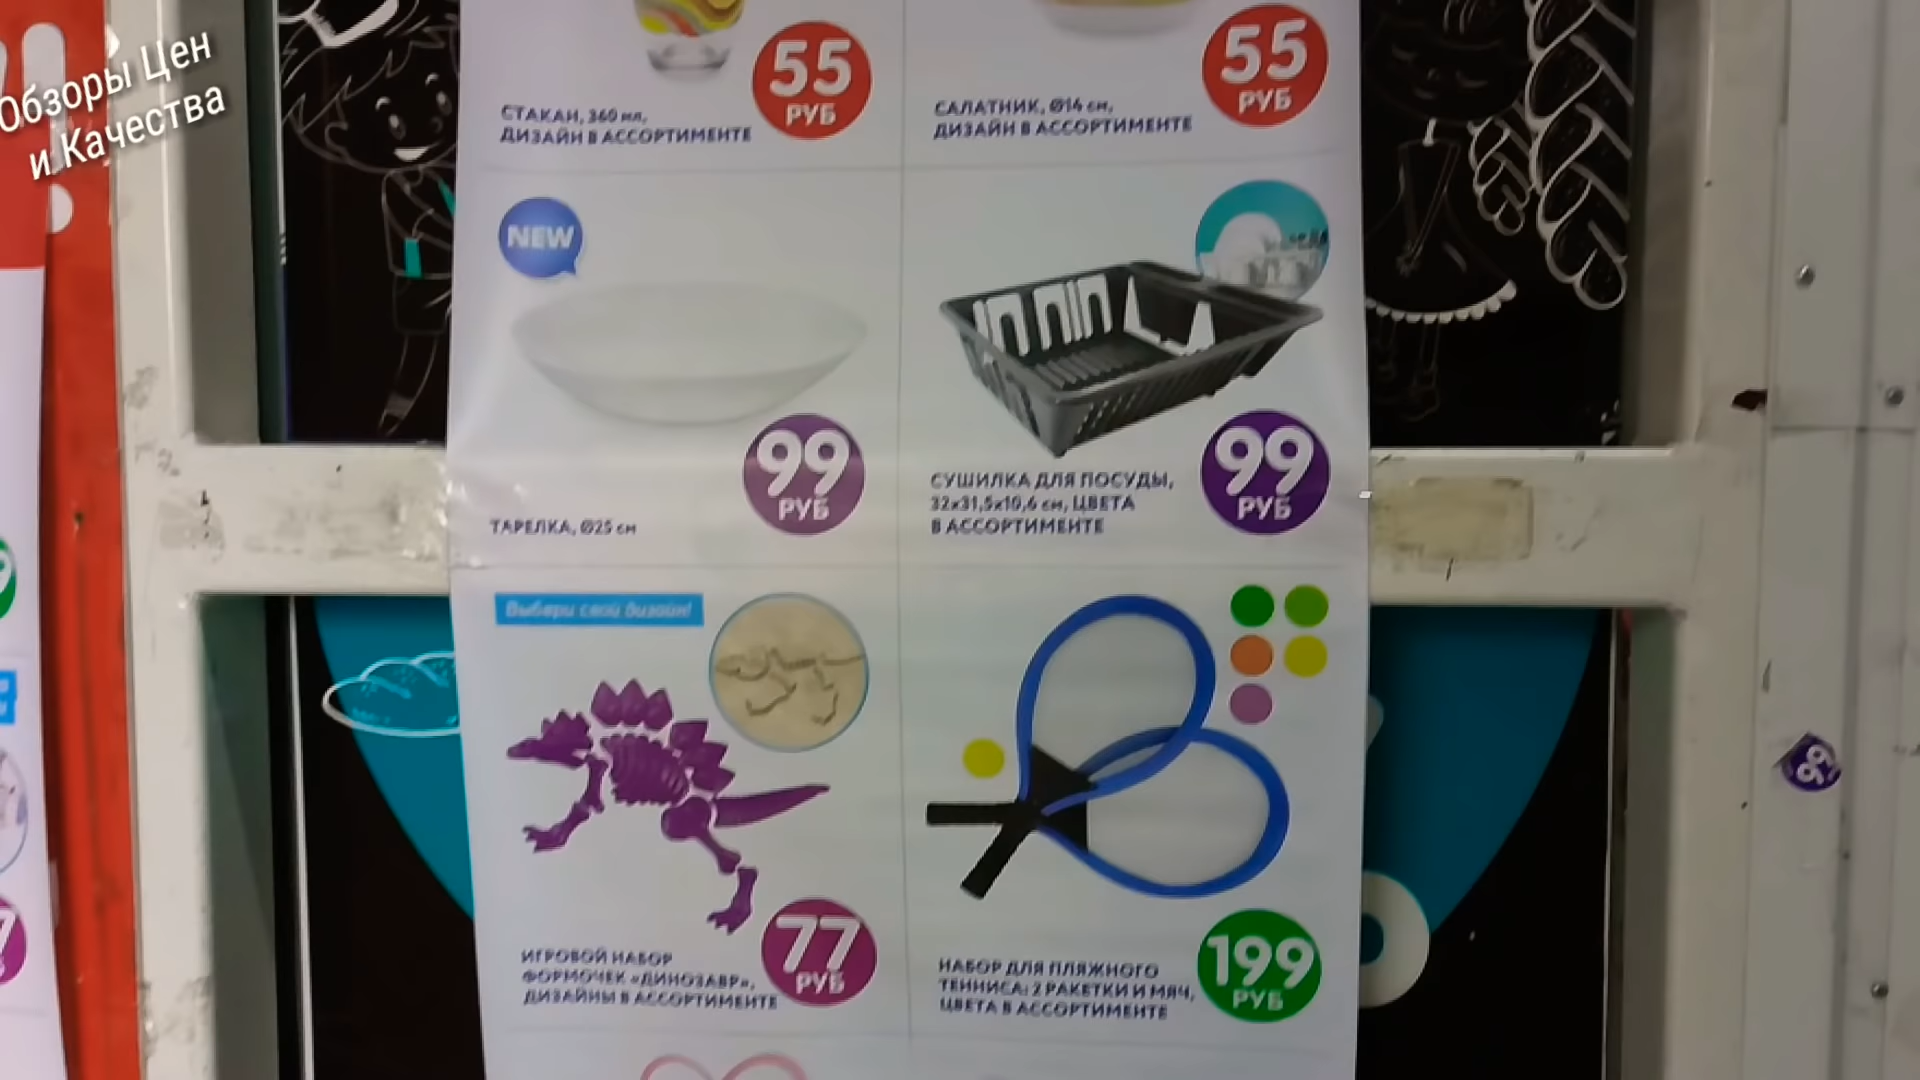 Обзоры Цен
и Качества
55
РУБ
СТАКАН, 360 мл,
ДИЗАЙН В АССОРТИМЕНТЕ
55
РУБ
САЛАТНИК, Ø14 см,
ДИЗАЙН В АССОРТИМЕНТЕ
NEW
99
РУБ
ТАРЕЛКА, Ø25 см
99
РУБ
СУШИЛКА ДЛЯ ПОСУДЫ,
32х31,5х10,6 см, ЦВЕТА
В АССОРТИМЕНТЕ
Выбери свой дизайн!
77
РУБ
ИГРОВОЙ НАБОР
ФОРМОЧЕК «ДИНОЗАВР»,
ДИЗАЙНЫ В АССОРТИМЕНТЕ
199
РУБ
НАБОР ДЛЯ ПЛЯЖНОГО
ТЕННИСА: 2 РАКЕТКИ И МЯЧ,
ЦВЕТА В АССОРТИМЕНТЕ
99